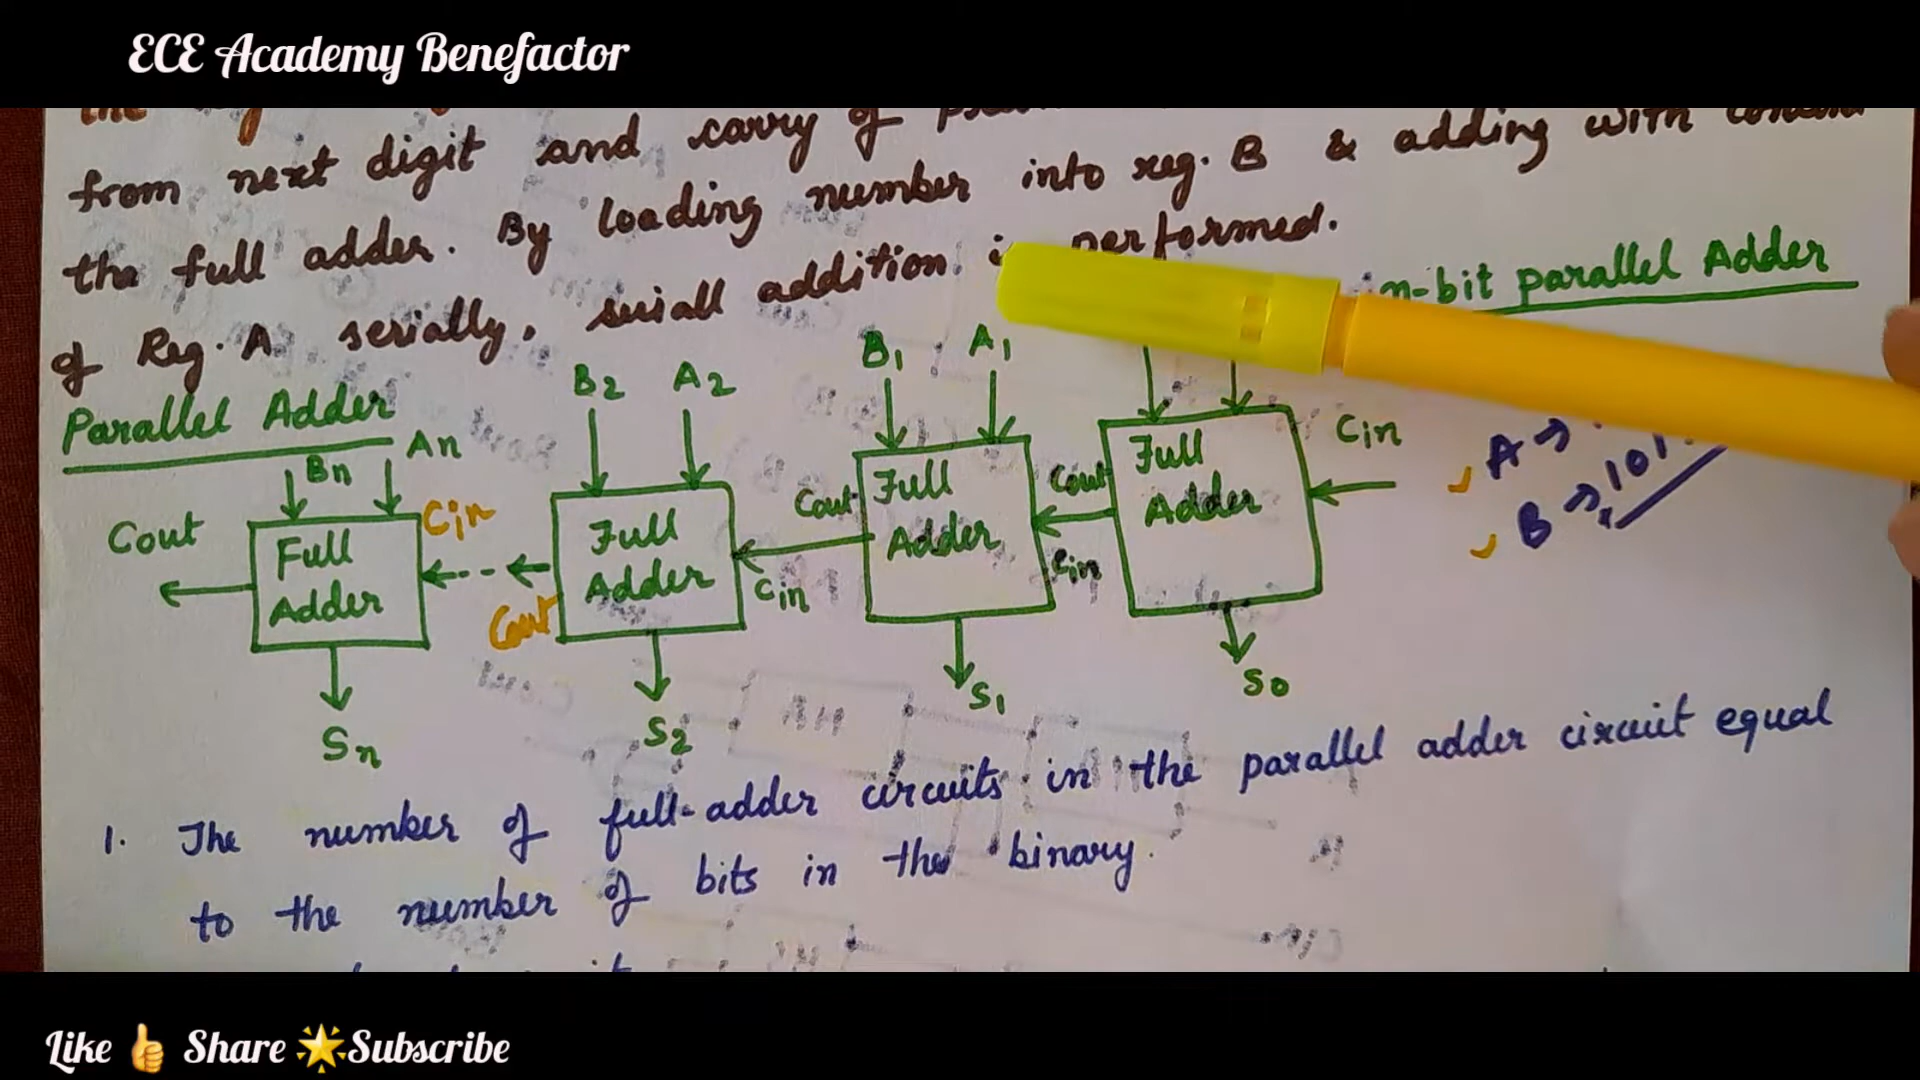 ECE Academy Benefactor
the
from next digit and carry of
the full adder. By loading number into reg. B & adding with
of Reg. A serially, seriall addition performed.
n-bit parallel Adder
Parallel Adder
B1 A1
B2 A2
Bn An
Cin
Cout
Cout
Cout
Cin
Cin
Cin
Cout
Full Adder
Full Adder
Full Adder
Full Adder
A →
B → 101
Sn
S2
S1
S0
1. The number of full-adder circuits in the parallel adder circuit equal
to the number of bits in the binary.
Like 👍 Share 🌟Subscribe